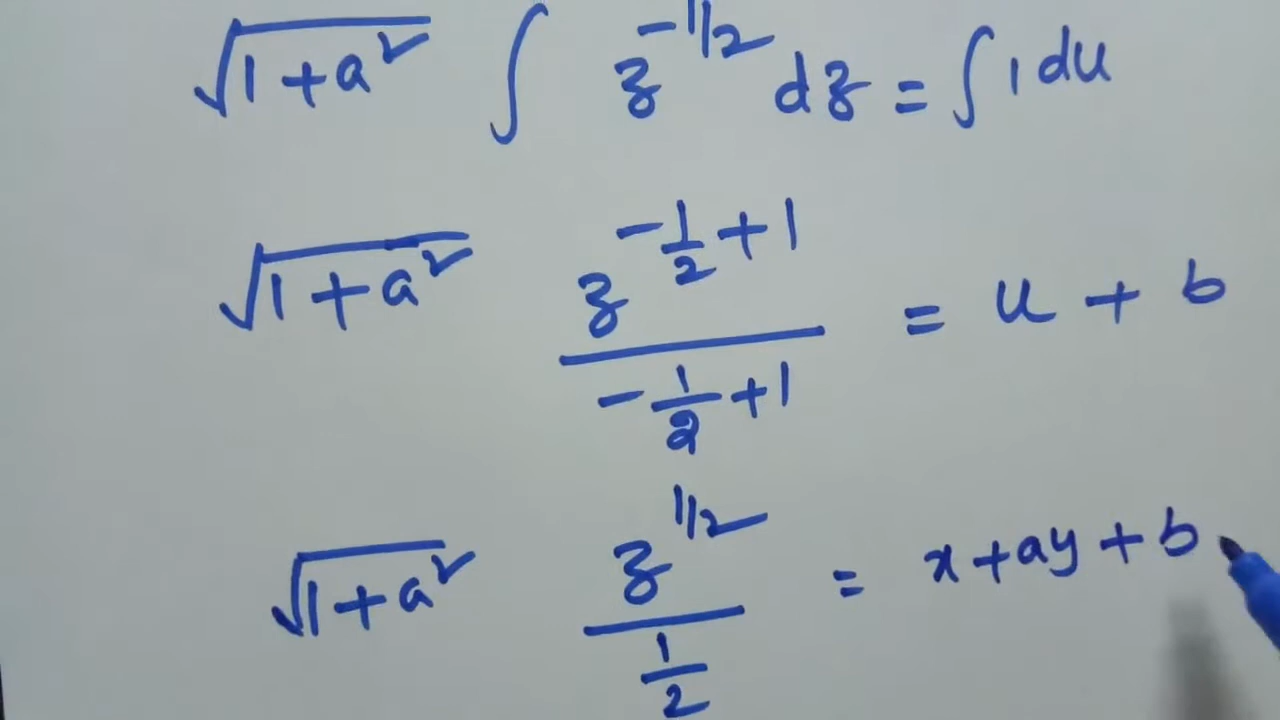 √(1+a²) ∫ z^(-1/2) dz = ∫ 1 du
√(1+a²) z^(-1/2+1) / (-1/2+1) = u + b
√(1+a²) z^(1/2) / (1/2) = x+ay+b